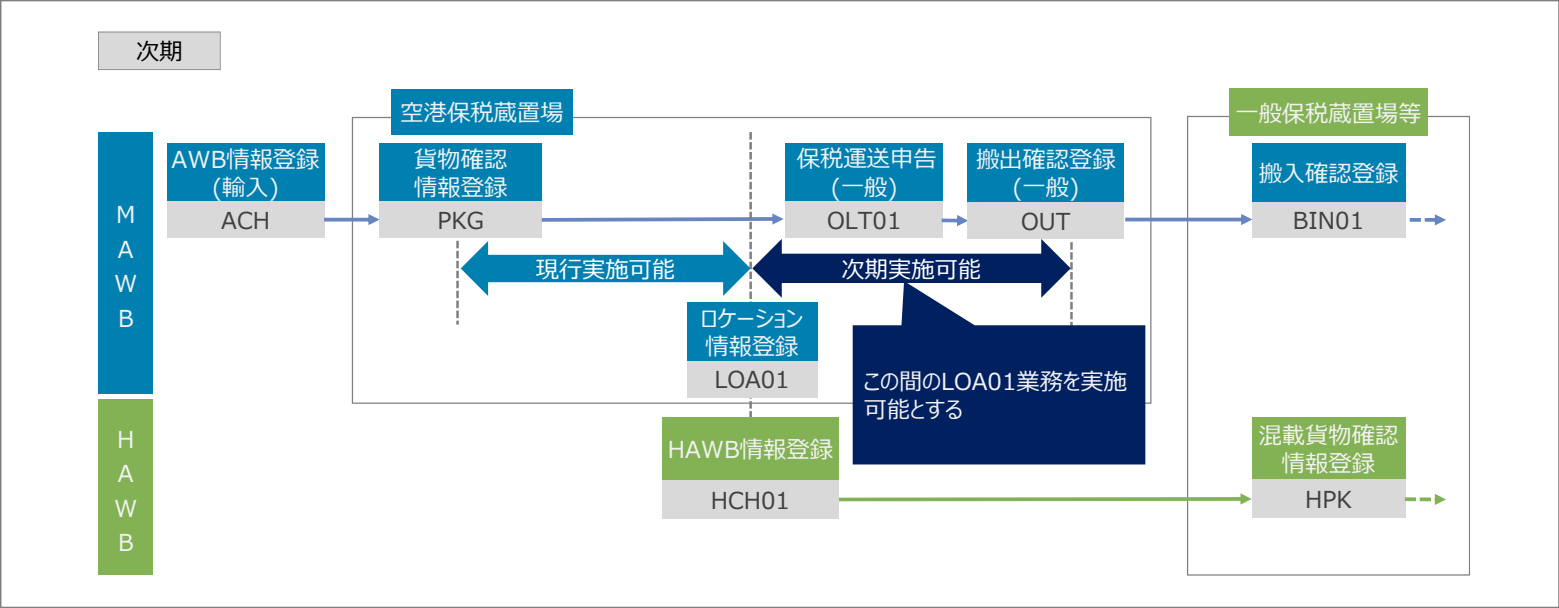 次期
空港保税蔵置場
一般保税蔵置場等
M
A
W
B
AWB情報登録
(輸入)
ACH
貨物確認
情報登録
PKG
保税運送申告
(一般)
OLT01
搬出確認登録
(一般)
OUT
搬入確認登録
BIN01
現行実施可能
次期実施可能
ロケーション
情報登録
LOA01
この間のLOA01業務を実施
可能とする
H
A
W
B
HAWB情報登録
HCH01
混載貨物確認
情報登録
HPK